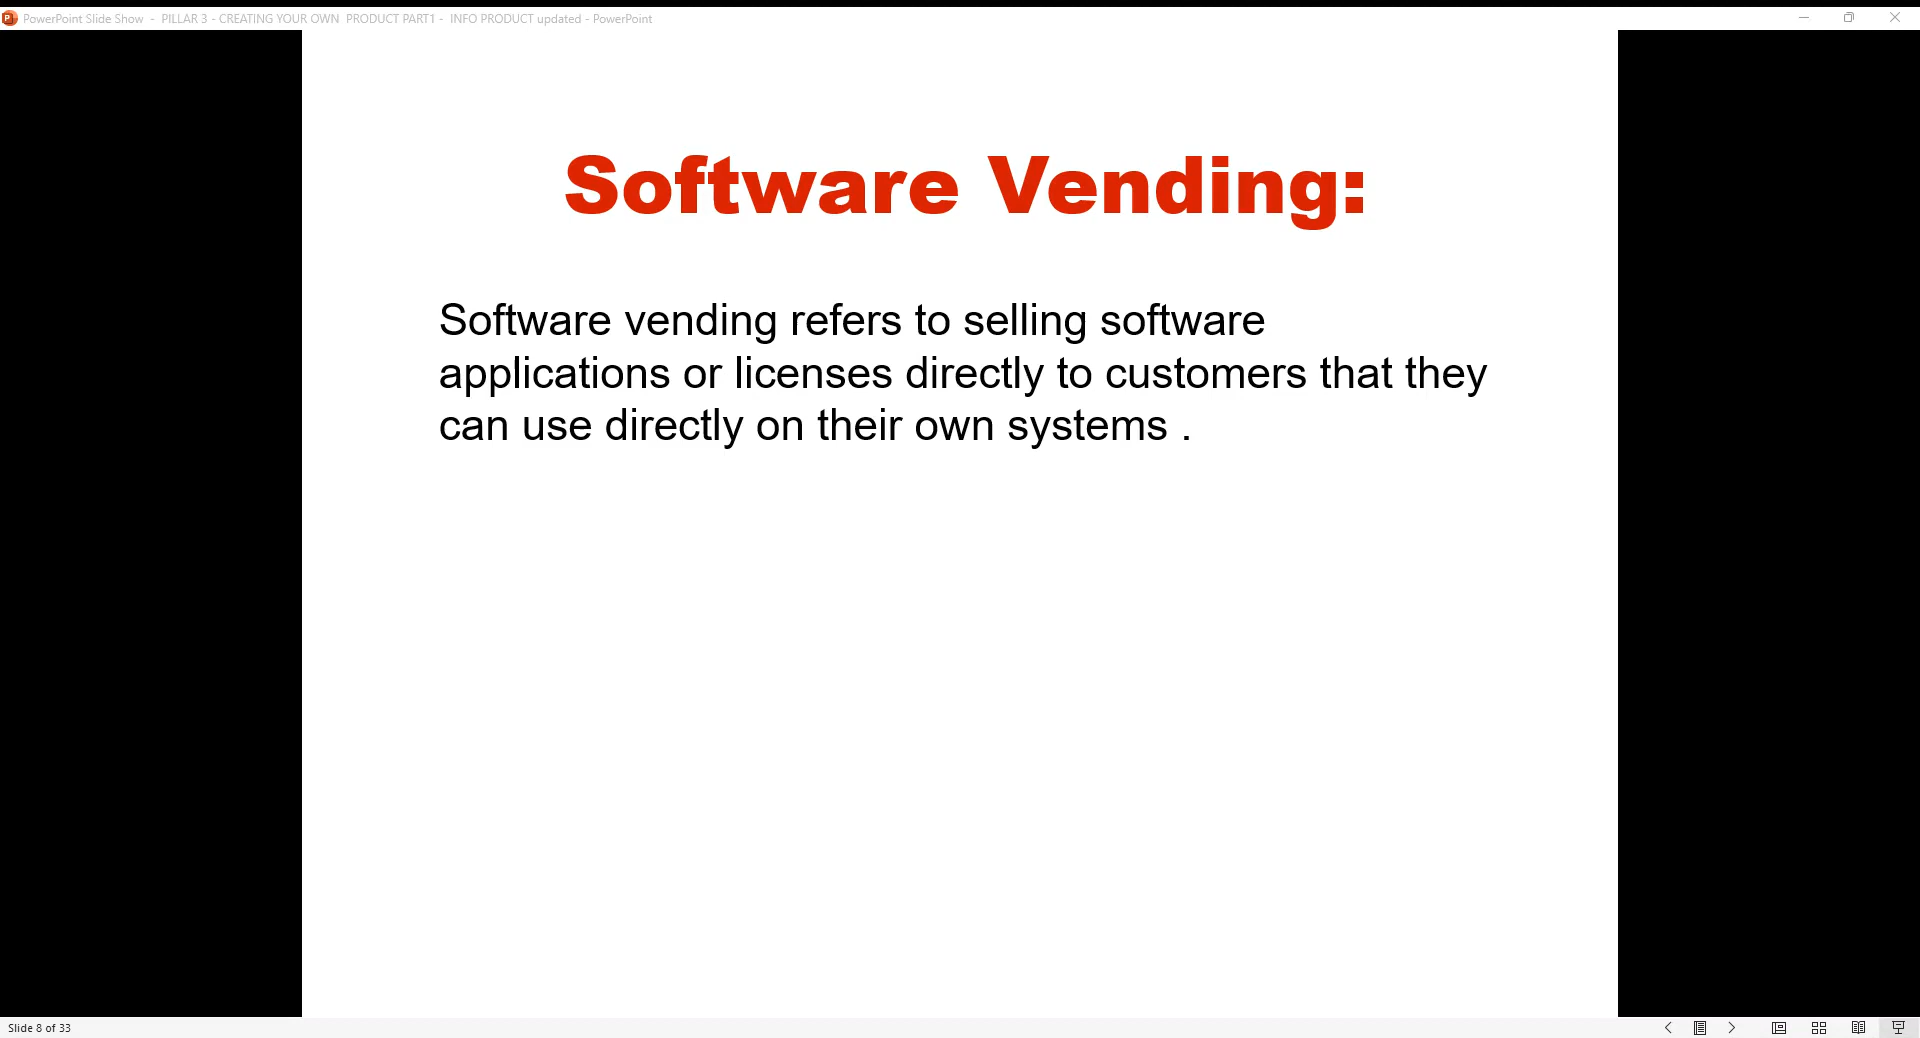 PowerPoint Slide Show - PILLAR 3 - CREATING YOUR OWN PRODUCT PART1 - INFO PRODUCT updated - PowerPoint
Software Vending:
Software vending refers to selling software
applications or licenses directly to customers that they
can use directly on their own systems .
Slide 8 of 33